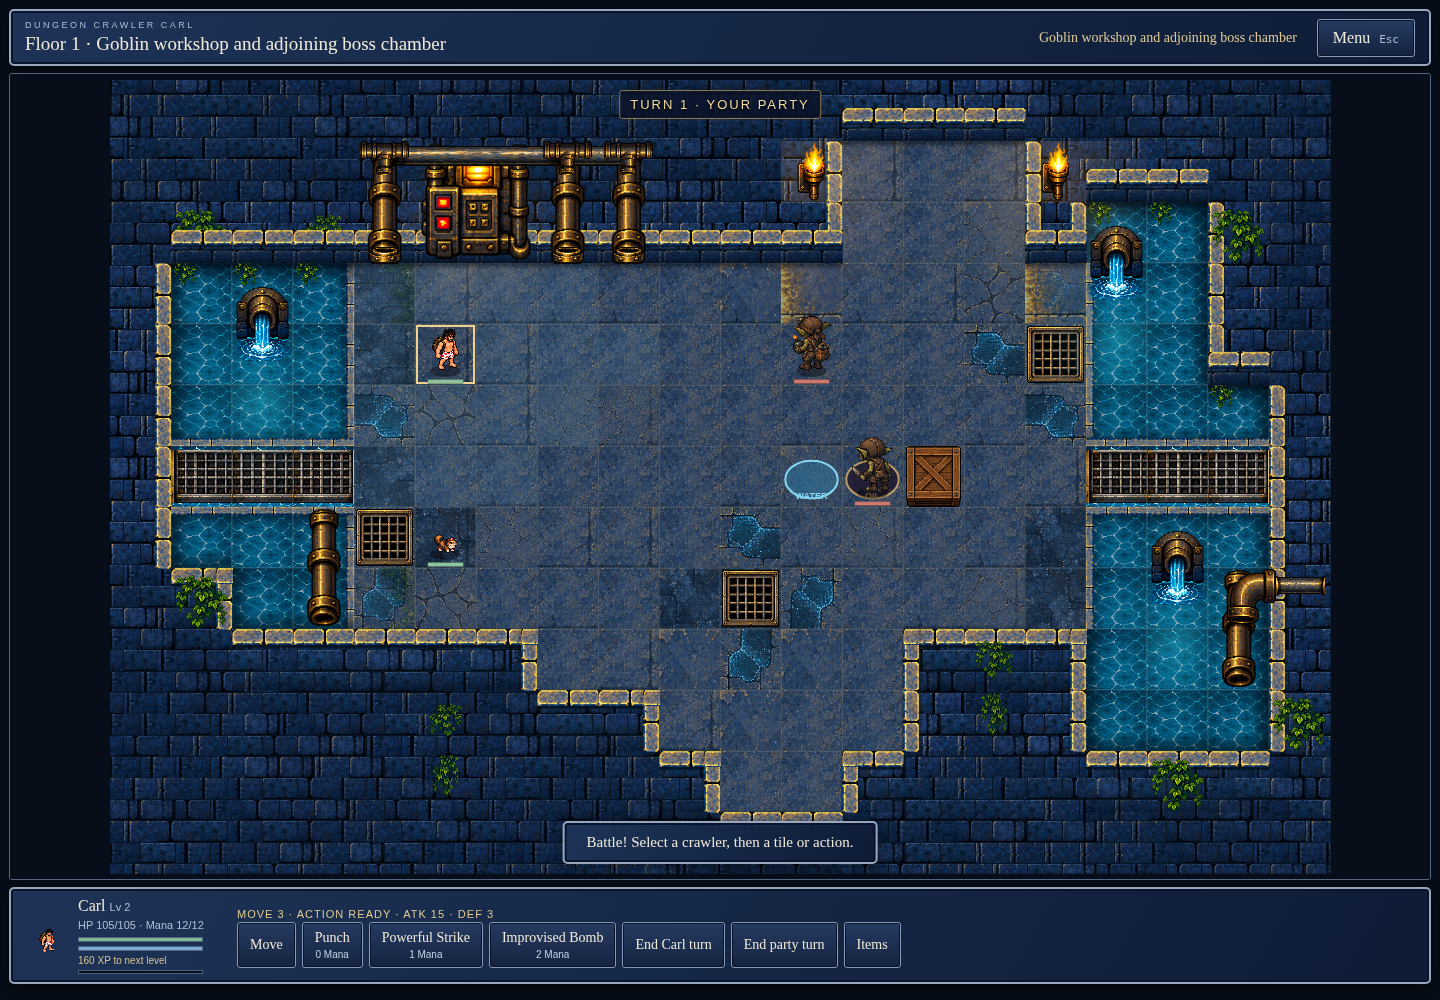 DUNGEON CRAWLER CARL
Floor 1 · Goblin workshop and adjoining boss chamber
Goblin workshop and adjoining boss chamber
Menu Esc
TURN 1 · YOUR PARTY
WATER
OIL
Battle! Select a crawler, then a tile or action.
Carl Lv 2
HP 105/105 · Mana 12/12
160 XP to next level
MOVE 3 · ACTION READY · ATK 15 · DEF 3
Move
Punch
0 Mana
Powerful Strike
1 Mana
Improvised Bomb
2 Mana
End Carl turn
End party turn
Items